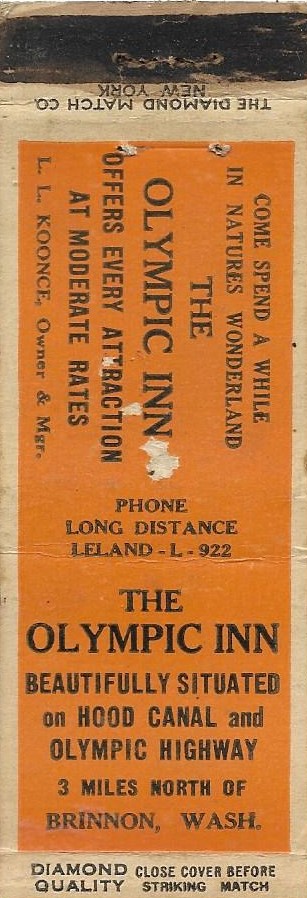 THE DIAMOND MATCH CO.
NEW YORK
COME SPEND A WHILE
IN NATURES WONDERLAND
THE
OLYMPIC INN
OFFERS EVERY ATTRACTION
AT MODERATE RATES
L. L. KOONCE, Owner & Mgr.
PHONE
LONG DISTANCE
LELAND - L - 922
THE
OLYMPIC INN
BEAUTIFULLY SITUATED
on HOOD CANAL and
OLYMPIC HIGHWAY
3 MILES NORTH OF
BRINNON, WASH.
DIAMOND QUALITY
CLOSE COVER BEFORE
STRIKING MATCH